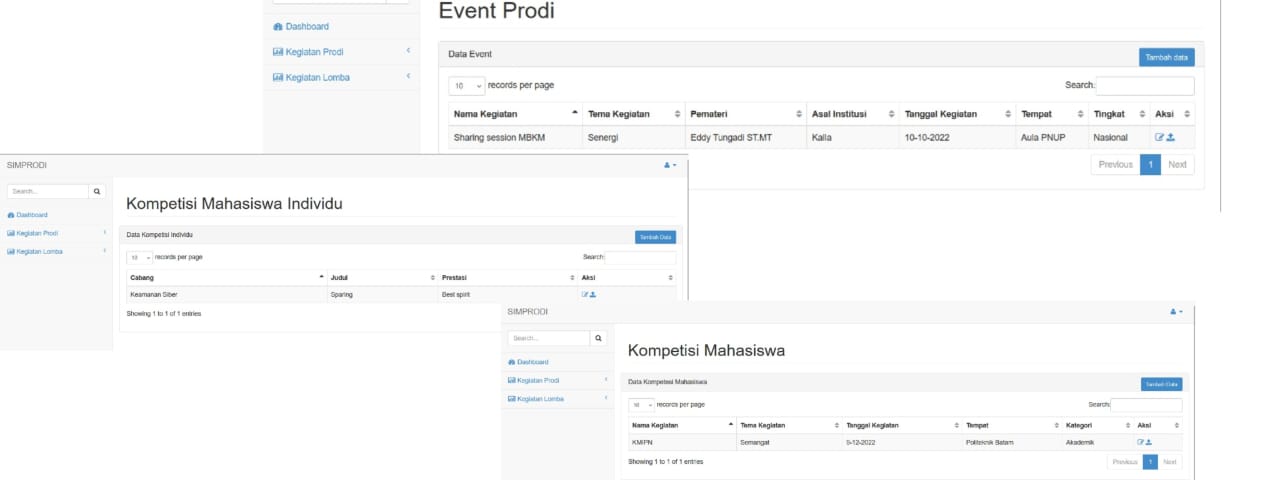 Event Prodi
Dashboard
Kegiatan Prodi
Kegiatan Lomba
Data Event
Tambah data
10 records per page
Search:
Nama Kegiatan Tema Kegiatan Pemateri Asal Institusi Tanggal Kegiatan Tempat Tingkat Aksi
Sharing session MBKM Senergi Eddy Tungadi ST.MT Kalla 10-10-2022 Aula PNUP Nasional
Previous 1 Next
SIMPRODI
Search...
Dashboard
Kegiatan Prodi
Kegiatan Lomba
Kompetisi Mahasiswa Individu
Data Kompetisi Individu
Tambah Data
10 records per page
Search:
Cabang Judul Prestasi Aksi
Keamanan Siber Sparing Best spirit
Showing 1 to 1 of 1 entries
SIMPRODI
Search...
Dashboard
Kegiatan Prodi
Kegiatan Lomba
Kompetisi Mahasiswa
Data Kompetesi Mahasiswa
Tambah Data
10 records per page
Search:
Nama Kegiatan Tema Kegiatan Tanggal Kegiatan Tempat Kategori Aksi
KMIPN Semangat 5-12-2022 Politeknik Batam Akademik
Showing 1 to 1 of 1 entries
Previous 1 Next